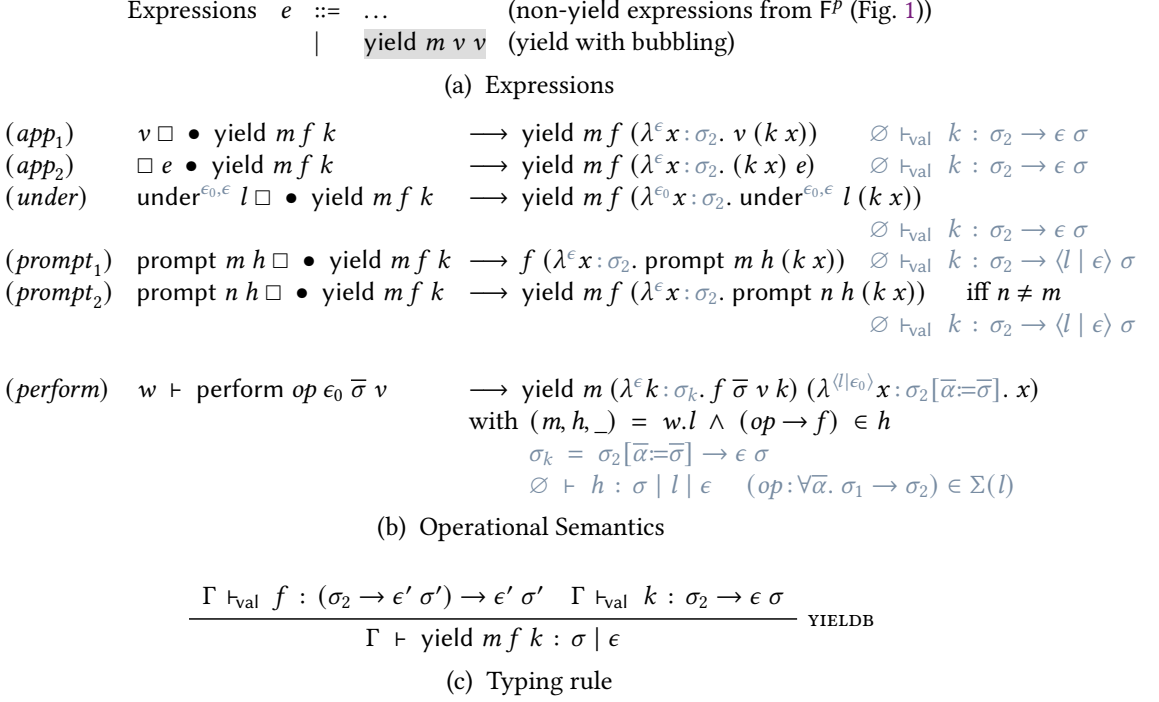 Expressions e ::= … (non-yield expressions from Fᵖ (Fig. 1))
| yield m v v (yield with bubbling)
(a) Expressions
(app₁) v □ • yield m f k ⟶ yield m f (λ^ϵ x : σ₂. v (k x)) ∅ ⊢val k : σ₂ → ϵ σ
(app₂) □ e • yield m f k ⟶ yield m f (λ^ϵ x : σ₂. (k x) e) ∅ ⊢val k : σ₂ → ϵ σ
(under) under^ϵ₀,ϵ l □ • yield m f k ⟶ yield m f (λ^ϵ₀ x : σ₂. under^ϵ₀,ϵ l (k x))
∅ ⊢val k : σ₂ → ϵ σ
(prompt₁) prompt m h □ • yield m f k ⟶ f (λ^ϵ x : σ₂. prompt m h (k x)) ∅ ⊢val k : σ₂ → ⟨l | ϵ⟩ σ
(prompt₂) prompt n h □ • yield m f k ⟶ yield m f (λ^ϵ x : σ₂. prompt n h (k x)) iff n ≠ m
∅ ⊢val k : σ₂ → ⟨l | ϵ⟩ σ
(perform) w ⊢ perform op ϵ₀ σ̅ v ⟶ yield m (λ^ϵ k : σₖ. f σ̅ v k) (λ^⟨l|ϵ₀⟩ x : σ₂[α̅:=σ̅]. x)
with (m, h, _) = w.l ∧ (op → f) ∈ h
σₖ = σ₂[α̅:=σ̅] → ϵ σ
∅ ⊢ h : σ | l | ϵ (op : ∀α̅. σ₁ → σ₂) ∈ Σ(l)
(b) Operational Semantics
Γ ⊢val f : (σ₂ → ϵ′ σ′) → ϵ′ σ′ Γ ⊢val k : σ₂ → ϵ σ
YIELDB
Γ ⊢ yield m f k : σ | ϵ
(c) Typing rule